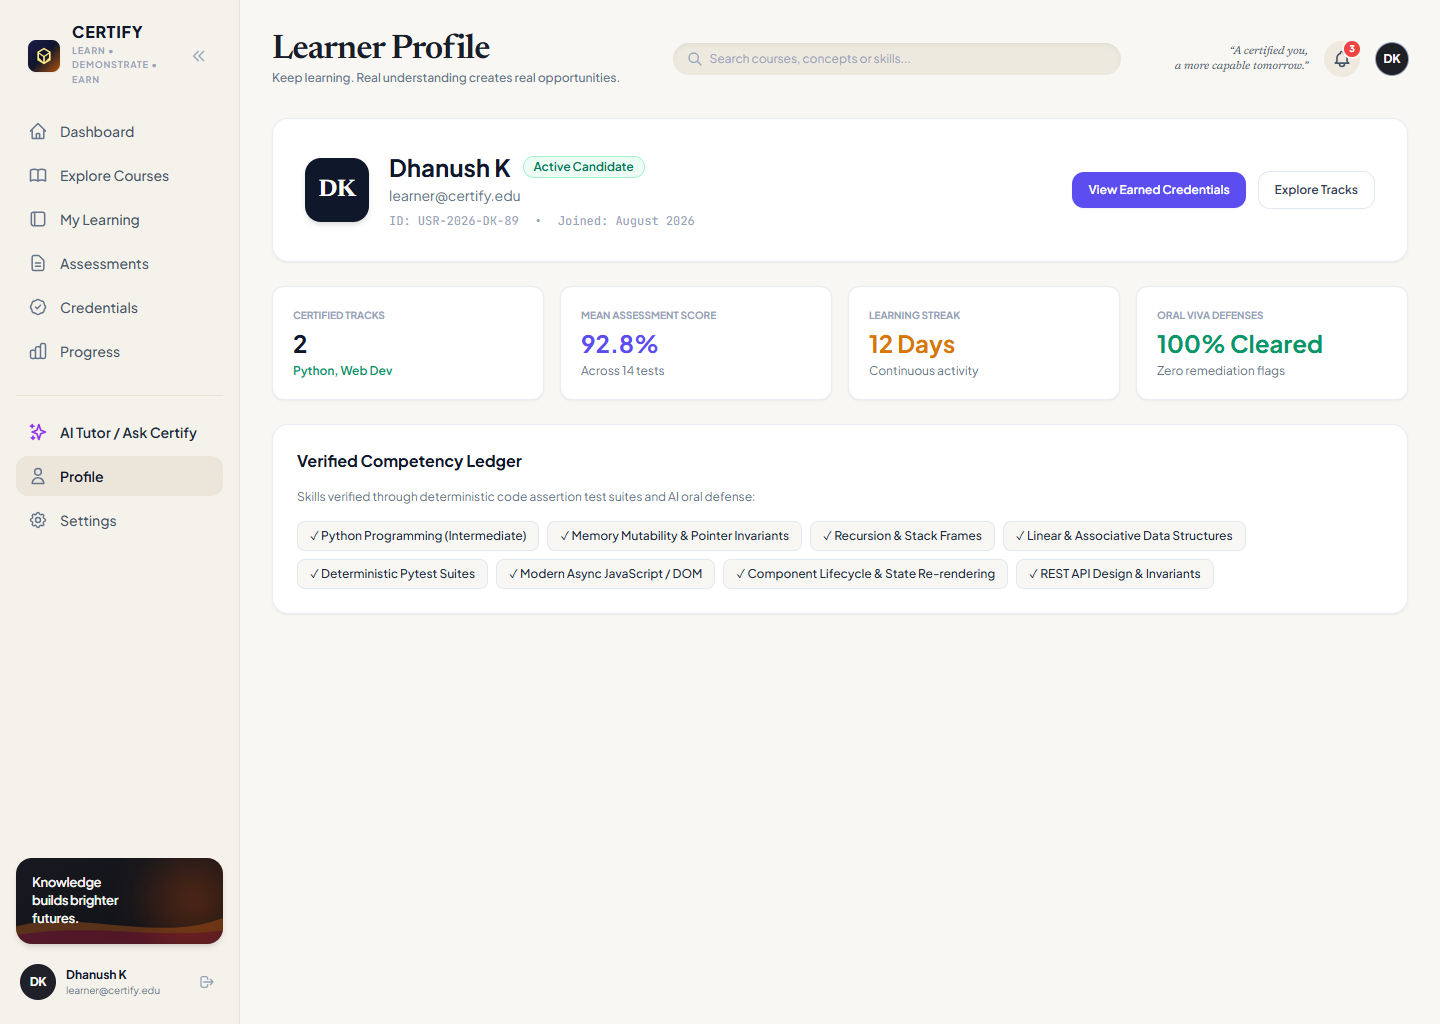 CERTIFY
LEARN •
DEMONSTRATE •
EARN
Dashboard
Explore Courses
My Learning
Assessments
Credentials
Progress
AI Tutor / Ask Certify
Profile
Settings
Knowledge
builds brighter
futures.
DK
Dhanush K
learner@certify.edu
Learner Profile
Keep learning. Real understanding creates real opportunities.
Search courses, concepts or skills...
“A certified you,
a more capable tomorrow.”
3
DK
DK
Dhanush K
Active Candidate
learner@certify.edu
ID: USR-2026-DK-89 • Joined: August 2026
View Earned Credentials
Explore Tracks
CERTIFIED TRACKS
2
Python, Web Dev
MEAN ASSESSMENT SCORE
92.8%
Across 14 tests
LEARNING STREAK
12 Days
Continuous activity
ORAL VIVA DEFENSES
100% Cleared
Zero remediation flags
Verified Competency Ledger
Skills verified through deterministic code assertion test suites and AI oral defense:
✓ Python Programming (Intermediate)
✓ Memory Mutability & Pointer Invariants
✓ Recursion & Stack Frames
✓ Linear & Associative Data Structures
✓ Deterministic Pytest Suites
✓ Modern Async JavaScript / DOM
✓ Component Lifecycle & State Re-rendering
✓ REST API Design & Invariants